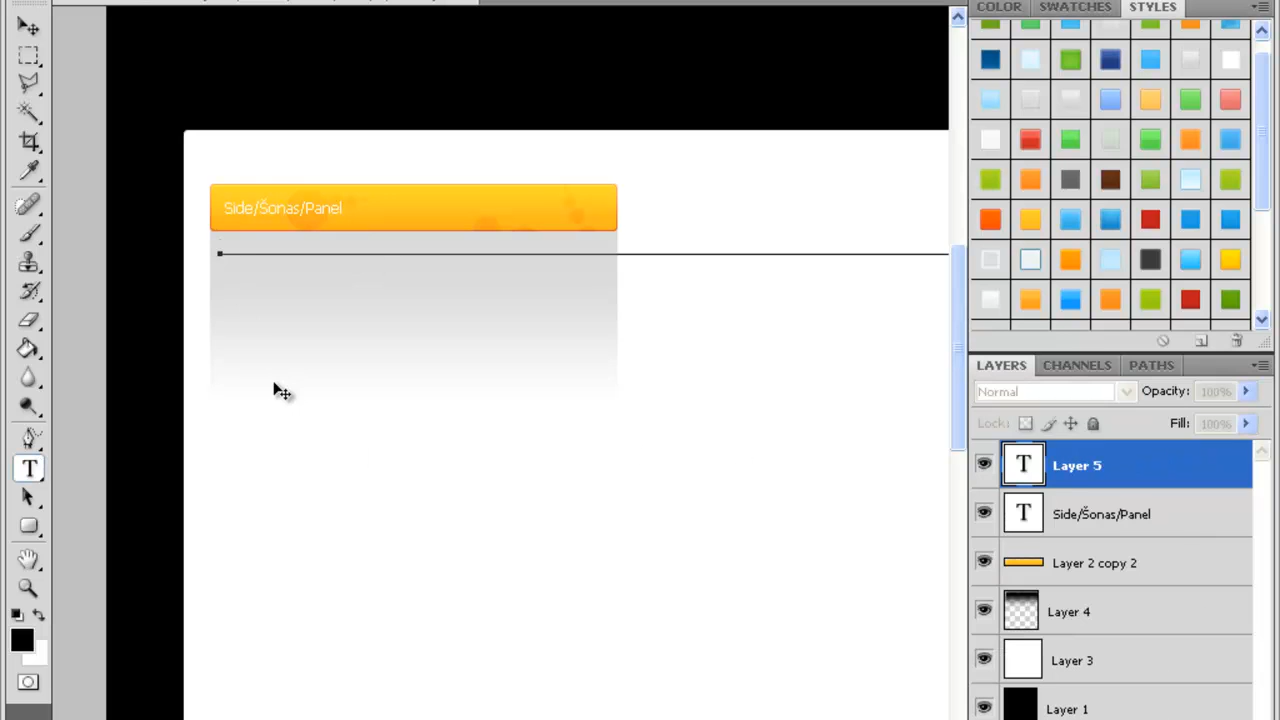 COLOR SWATCHES STYLES
Side/Šonas/Panel
LAYERS CHANNELS PATHS
Normal Opacity: 100%
Lock: Fill: 100%
T Layer 5
T Side/Šonas/Panel
Layer 2 copy 2
Layer 4
Layer 3
Layer 1
T